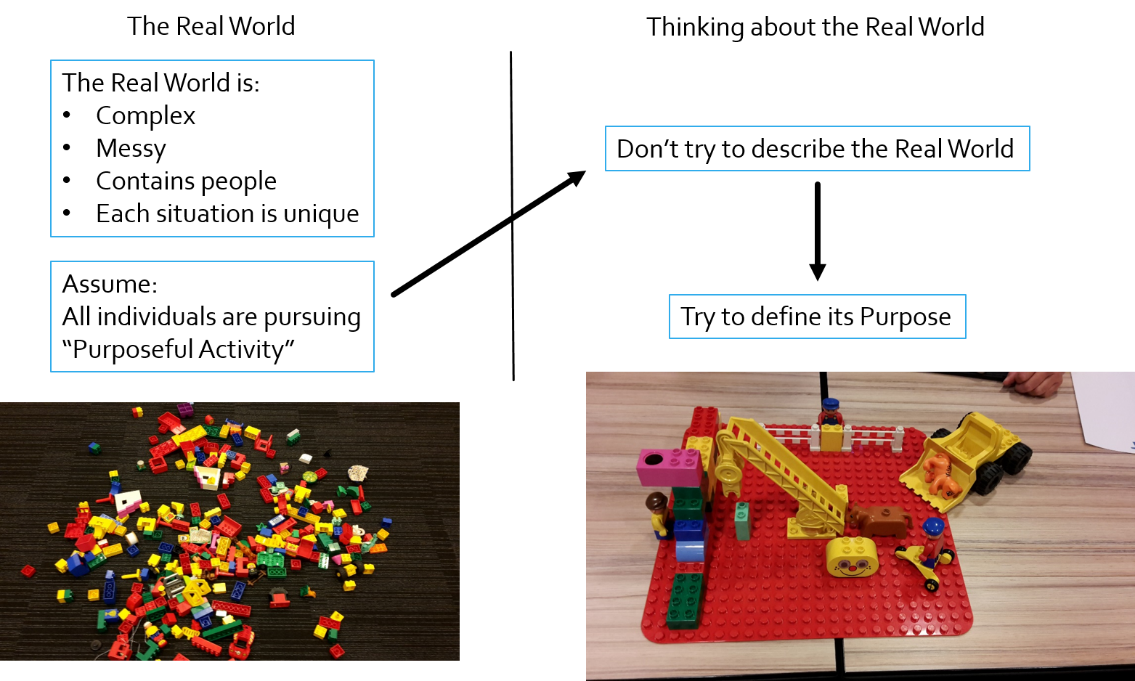 The Real World
The Real World is:
• Complex
• Messy
• Contains people
• Each situation is unique
Assume:
All individuals are pursuing
“Purposeful Activity”
Thinking about the Real World
Don’t try to describe the Real World
Try to define its Purpose